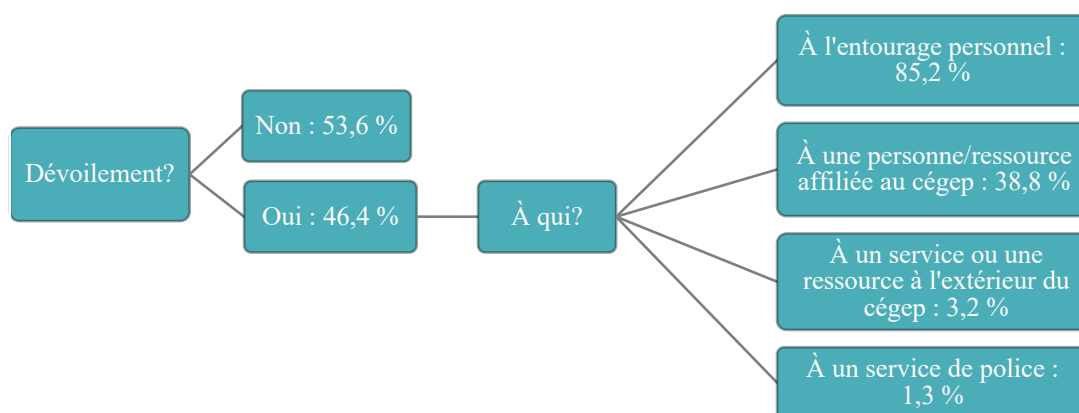 Dévoilement?
Non : 53,6 %
Oui : 46,4 %
À qui?
À l'entourage personnel :
85,2 %
À une personne/ressource
affiliée au cégep : 38,8 %
À un service ou une
ressource à l'extérieur du
cégep : 3,2 %
À un service de police :
1,3 %